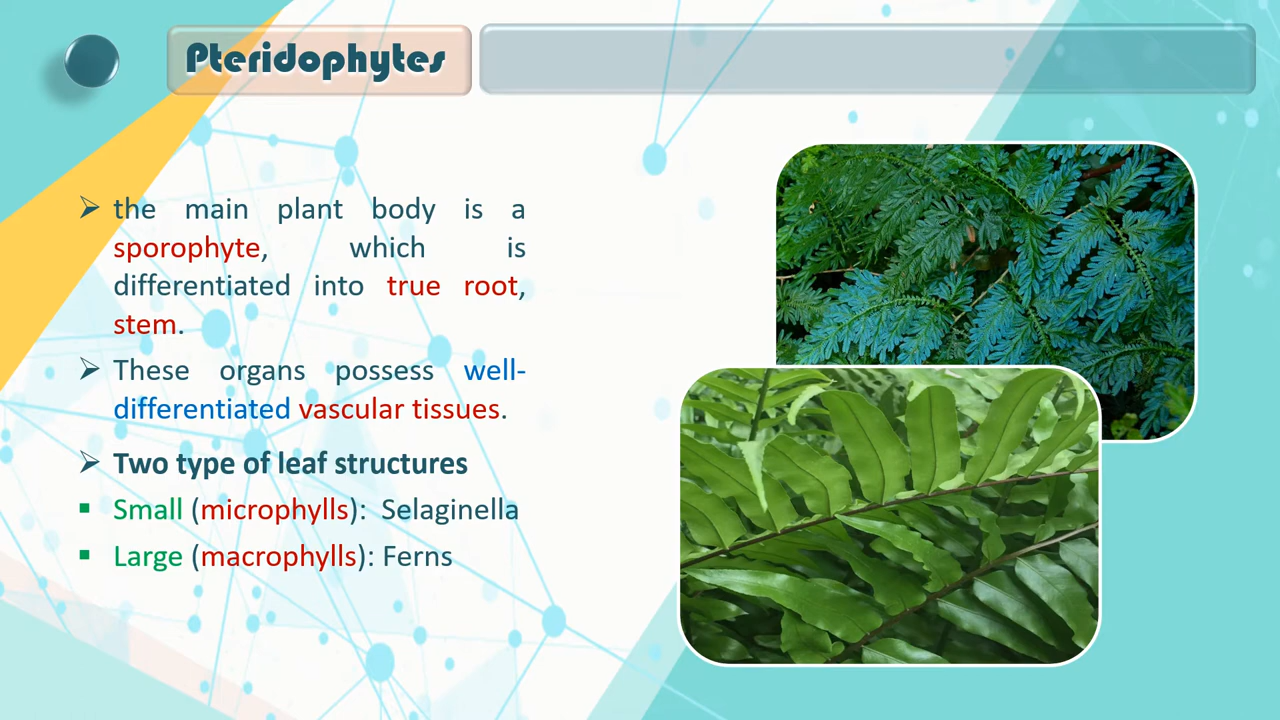 Pteridophytes
the main plant body is a
sporophyte, which is
differentiated into true root,
stem.
These organs possess well-
differentiated vascular tissues.
Two type of leaf structures
Small (microphylls): Selaginella
Large (macrophylls): Ferns